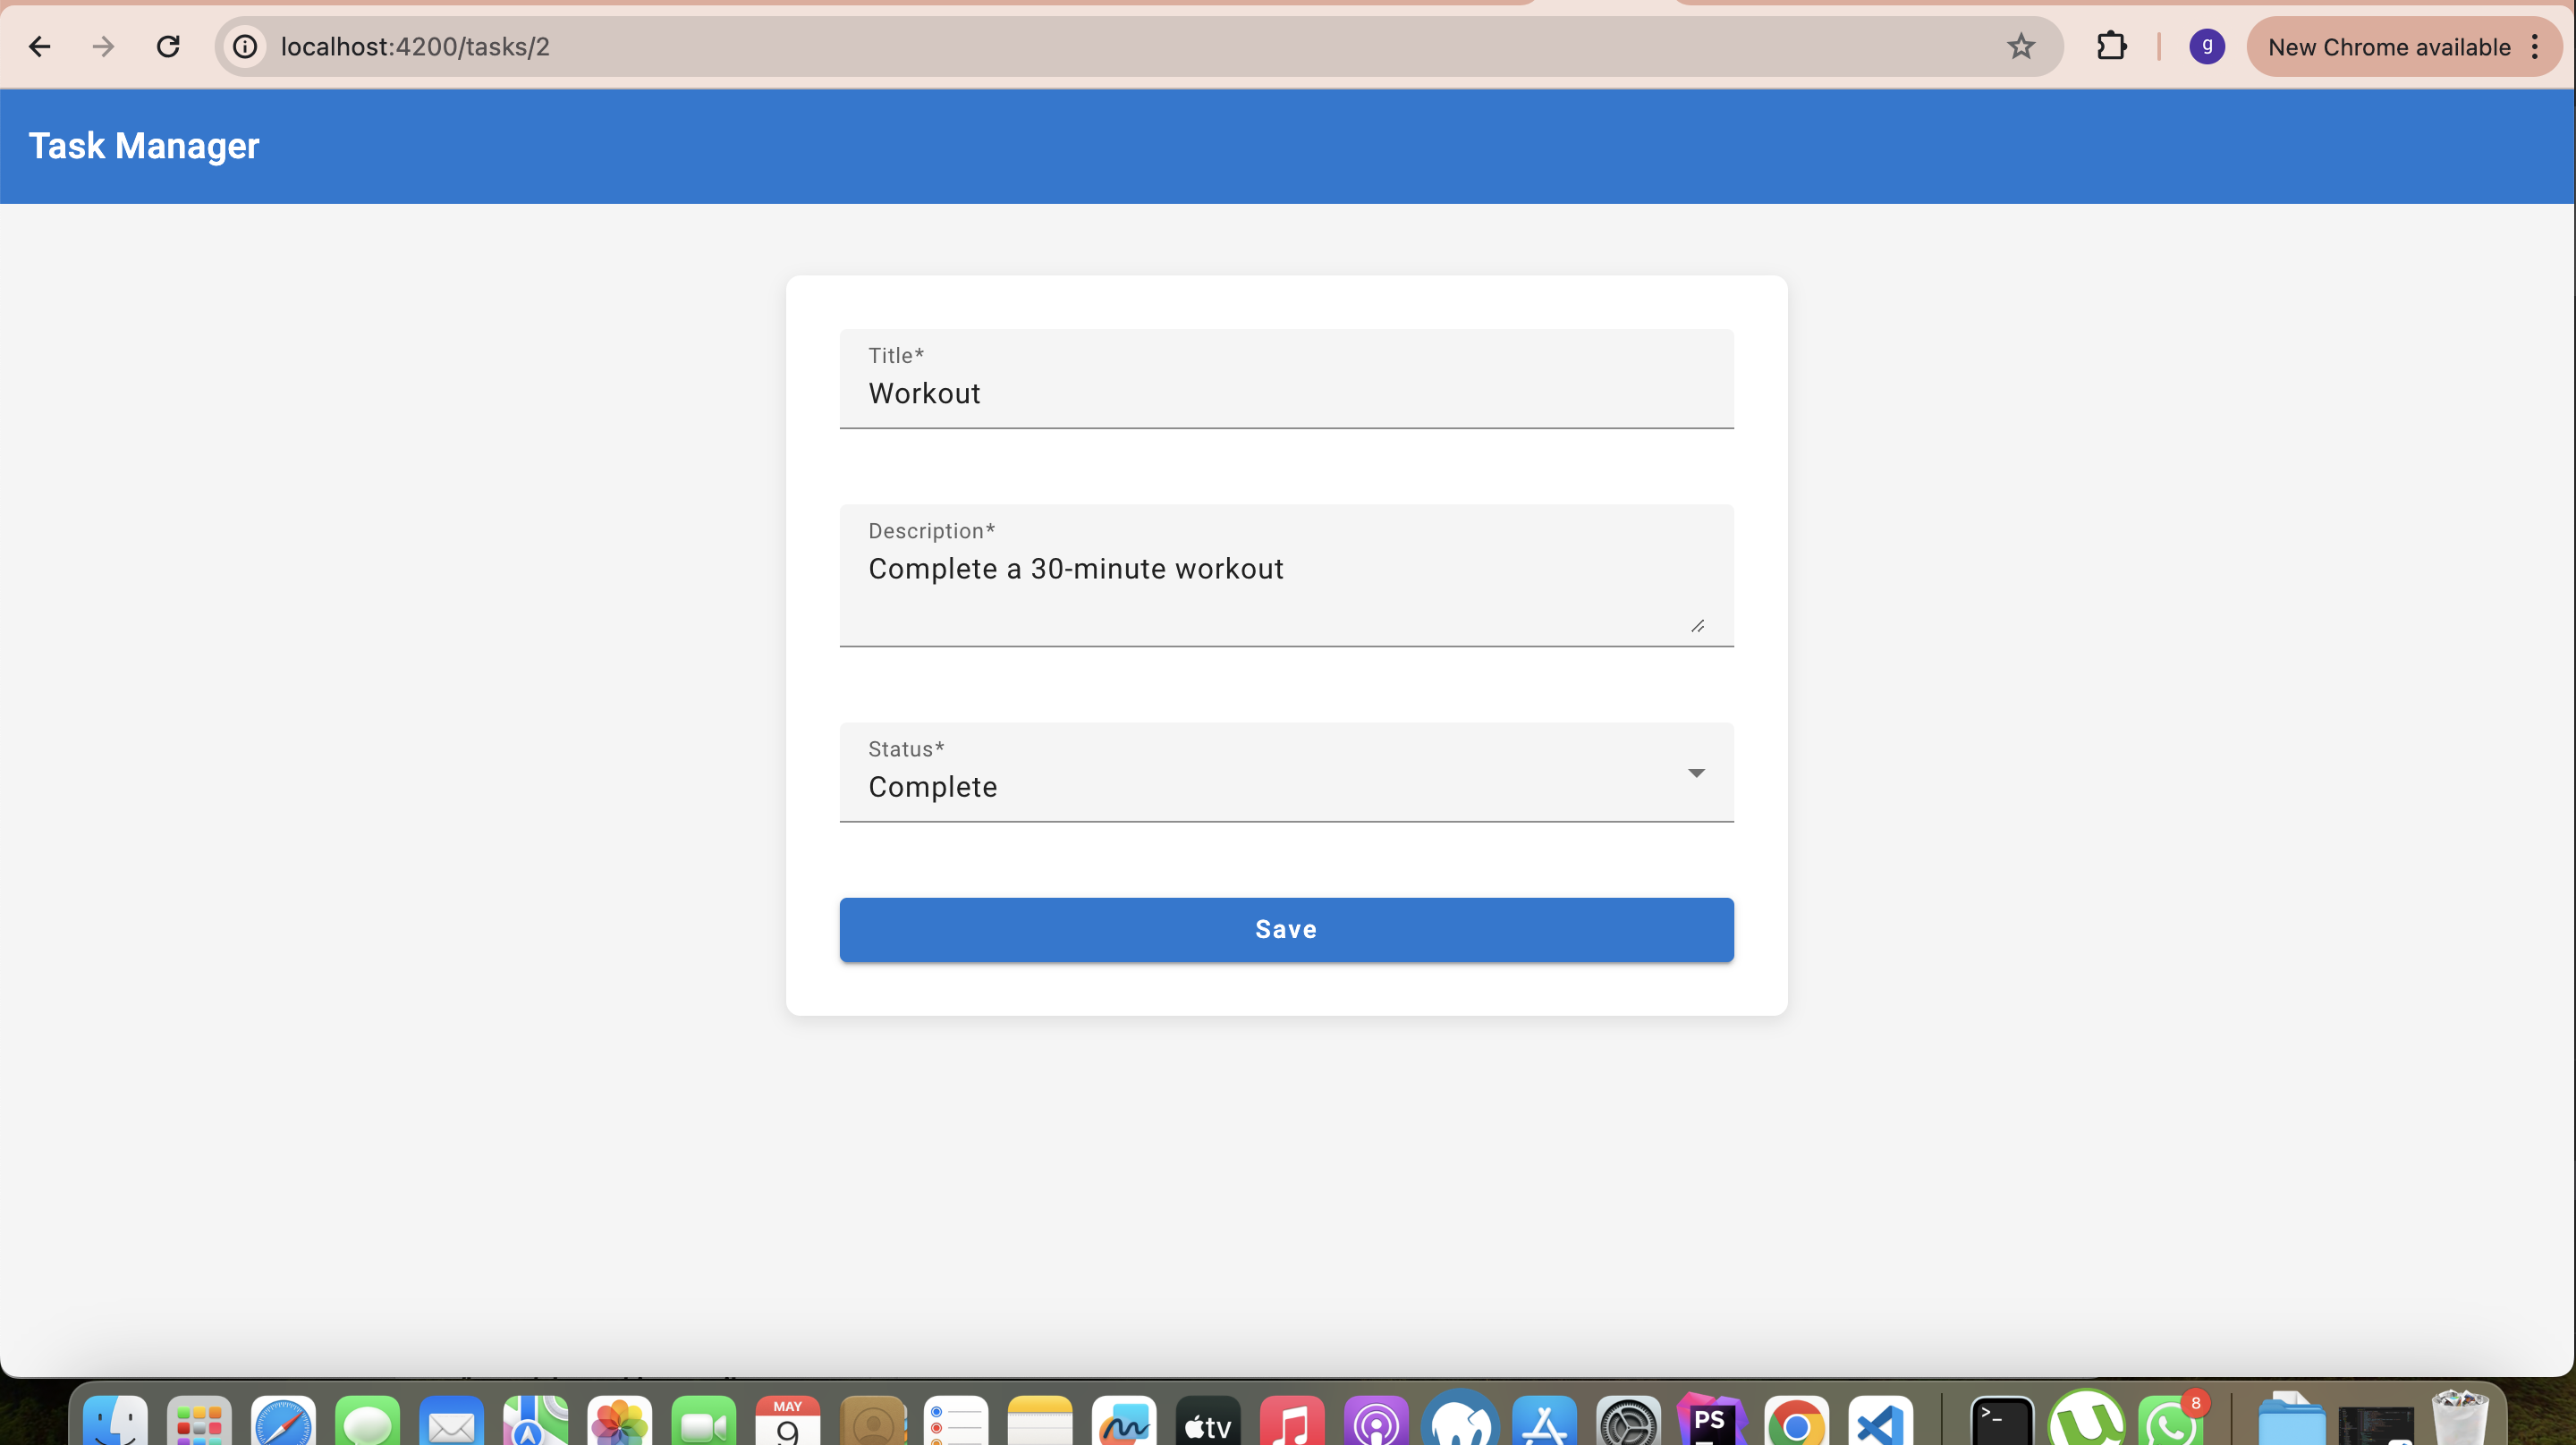 localhost:4200/tasks/2
g
New Chrome available
Task Manager
Title*
Workout
Description*
Complete a 30-minute workout
Status*
Complete
Save
MAY
9
tv
PS
>_
8